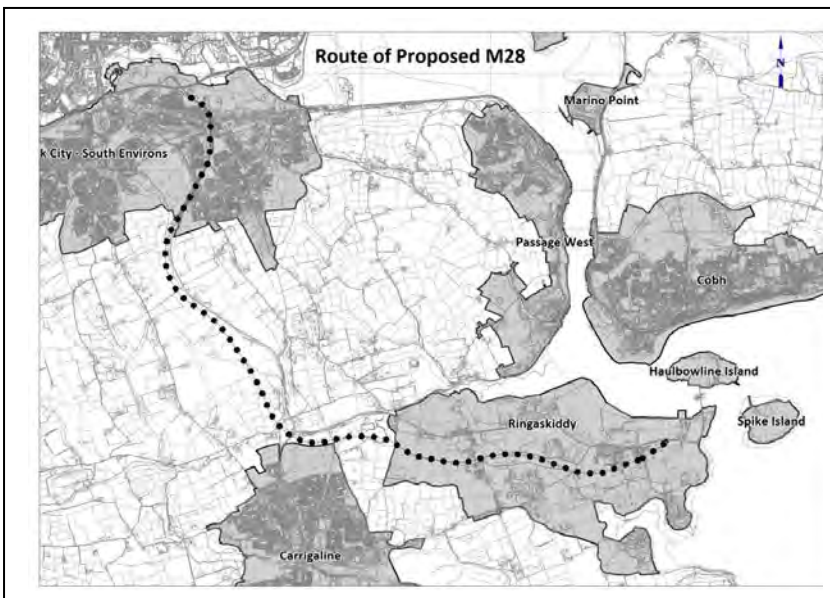 Route of Proposed M28
N
Marino Point
k City - South Environs
Passage West
Cobh
Haulbowline Island
Ringaskiddy
Spike Island
Carrigaline